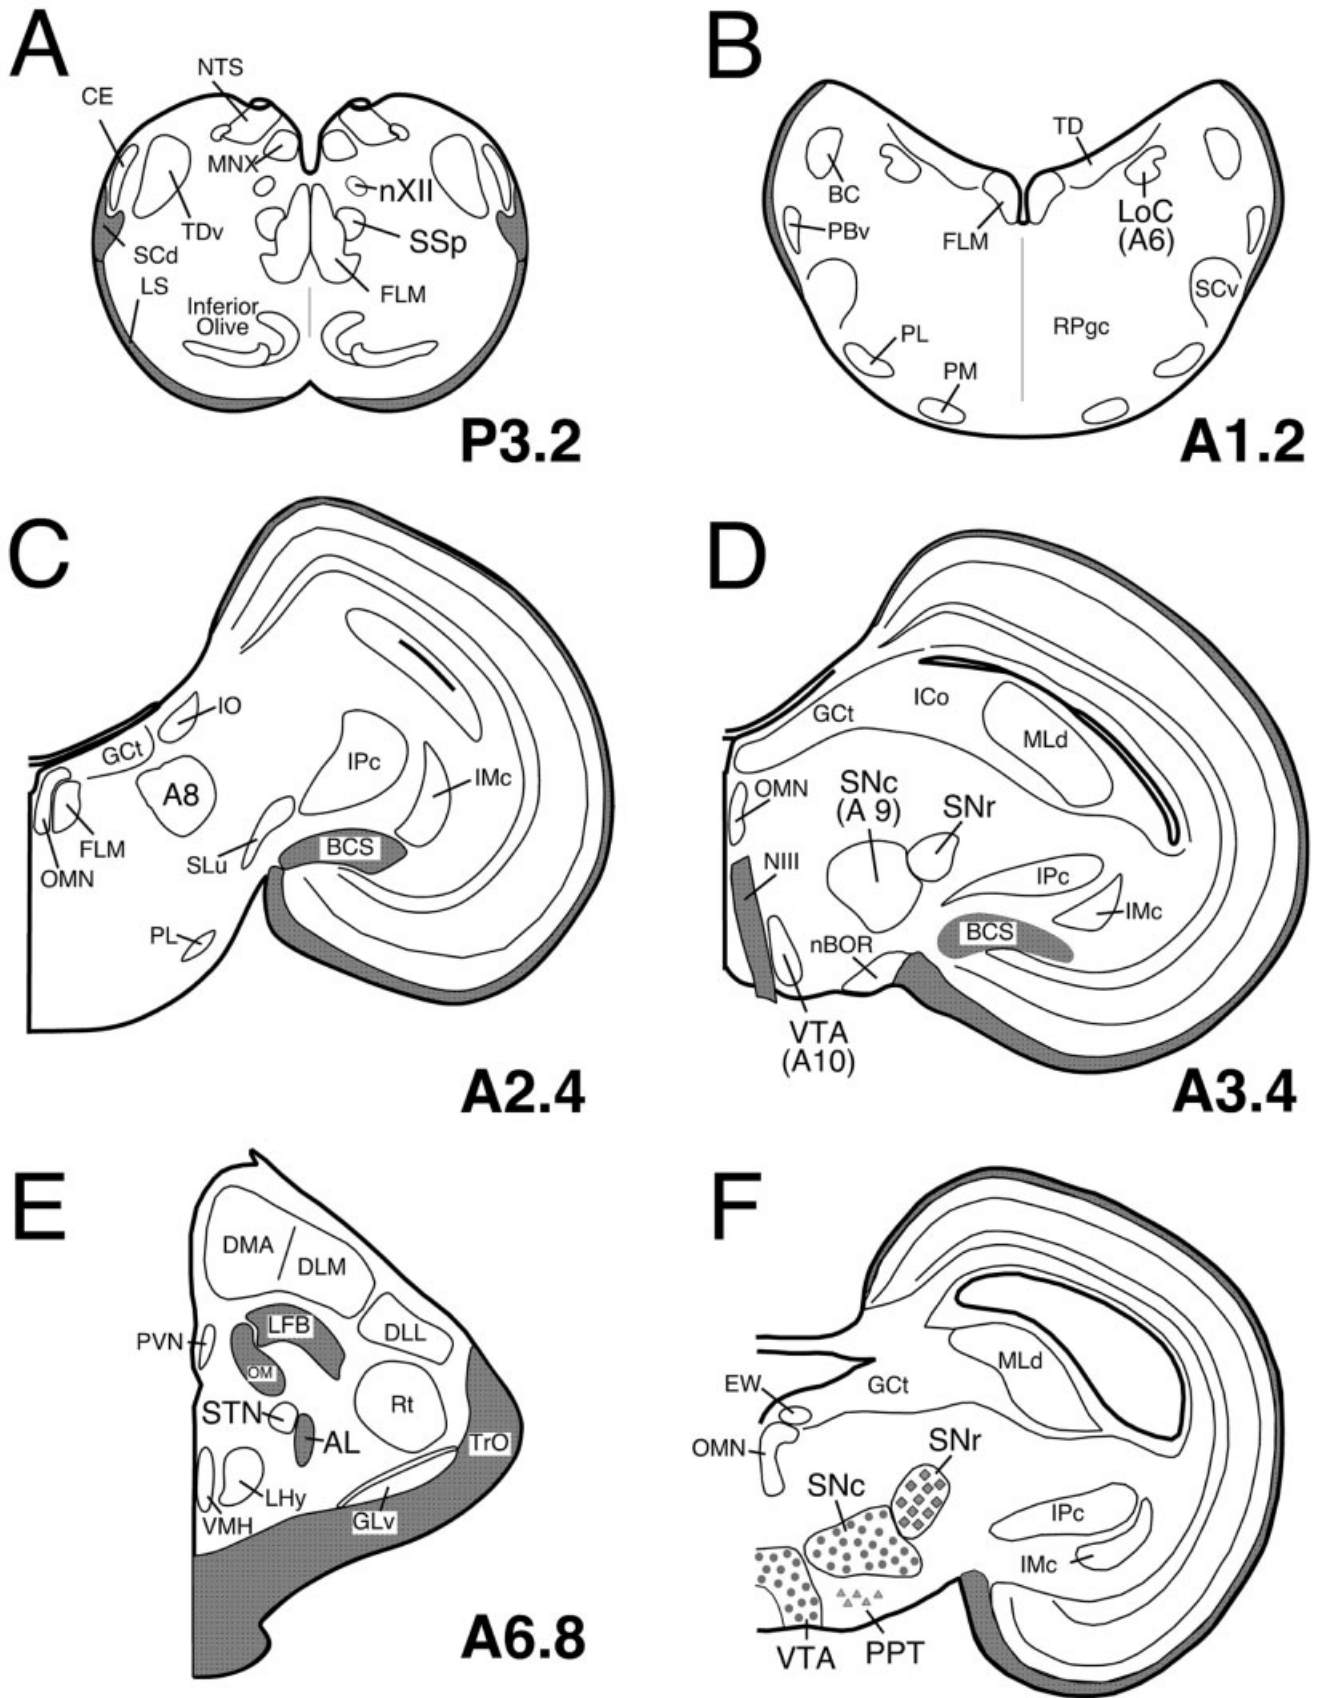 A
NTS
CE
MNX
nXII
TDv
SSp
SCd
LS
FLM
Inferior
Olive
P3.2
B
TD
BC
LoC
(A6)
PBv
FLM
SCv
RPgc
PL
PM
A1.2
C
IO
GCt
IPc
IMc
A8
FLM
SLu
BCS
OMN
PL
A2.4
D
ICo
GCt
MLd
OMN
SNc
(A 9)
SNr
NIII
IPc
IMc
BCS
nBOR
VTA
(A10)
A3.4
E
DMA
DLM
LFB
PVN
DLL
OM
Rt
STN
AL
TrO
LHy
VMH
GLv
A6.8
F
MLd
EW
GCt
OMN
SNr
SNc
IPc
IMc
VTA
PPT